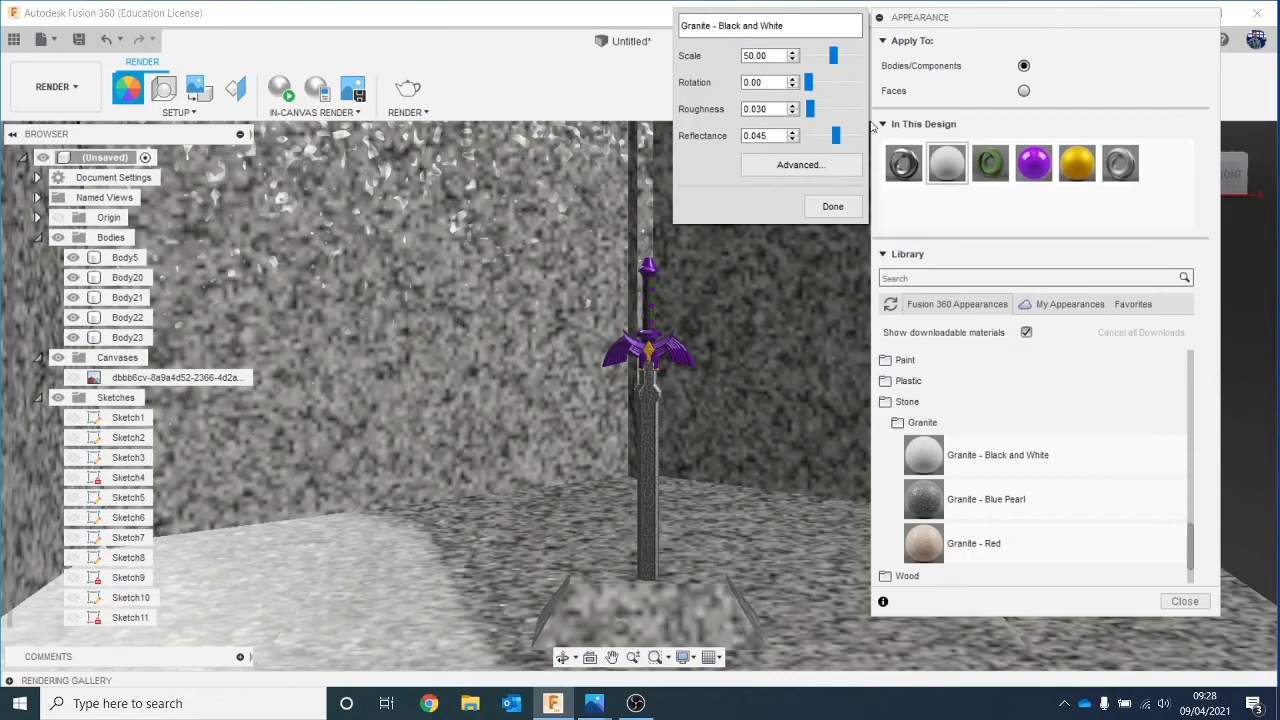 Autodesk Fusion 360 (Education License)
Untitled*
RENDER
RENDER
SETUP
IN-CANVAS RENDER
RENDER
BROWSER
(Unsaved)
Document Settings
Named Views
Origin
Bodies
Body5
Body20
Body21
Body22
Body23
Canvases
dbbb6cv-8a9a4d52-2366-4d2a...
Sketches
Sketch1
Sketch2
Sketch3
Sketch4
Sketch5
Sketch6
Sketch7
Sketch8
Sketch9
Sketch10
Sketch11
COMMENTS
RENDERING GALLERY
Granite - Black and White
Scale 50.00
Rotation 0.00
Roughness 0.030
Reflectance 0.045
Advanced...
Done
APPEARANCE
Apply To:
Bodies/Components
Faces
In This Design
Library
Search
Fusion 360 Appearances My Appearances Favorites
Show downloadable materials Cancel all Downloads
Paint
Plastic
Stone
Granite
Granite - Black and White
Granite - Blue Pearl
Granite - Red
Wood
Close
Type here to search
09:28
09/04/2021
3